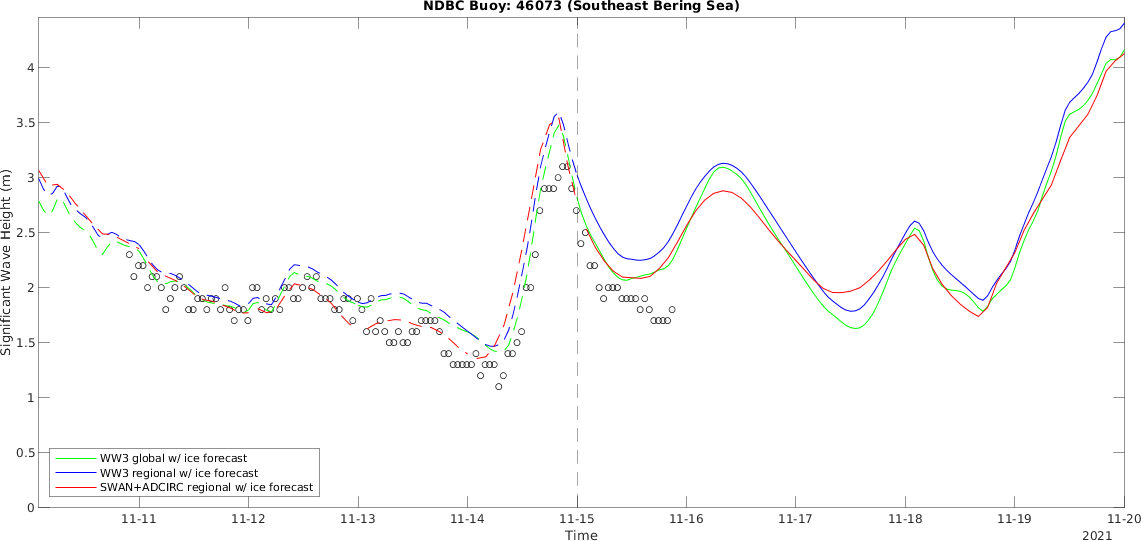 NDBC Buoy: 46073 (Southeast Bering Sea)
Significant Wave Height (m)
4
3.5
3
2.5
2
1.5
1
0.5
0
WW3 global w/ ice forecast
WW3 regional w/ ice forecast
SWAN+ADCIRC regional w/ ice forecast
11-11 11-12 11-13 11-14 11-15 11-16 11-17 11-18 11-19 11-20
Time
2021